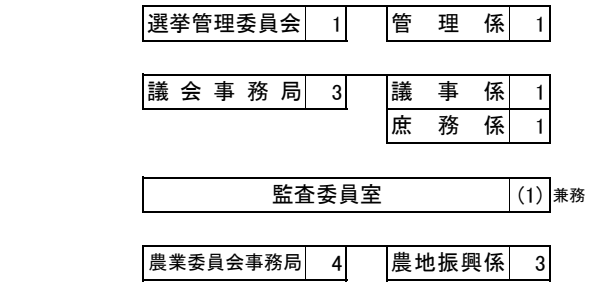 選挙管理委員会 1 管理係 1
議会事務局 3 議事係 1
庶務係 1
監査委員室 (1) 兼務
農業委員会事務局 4 農地振興係 3